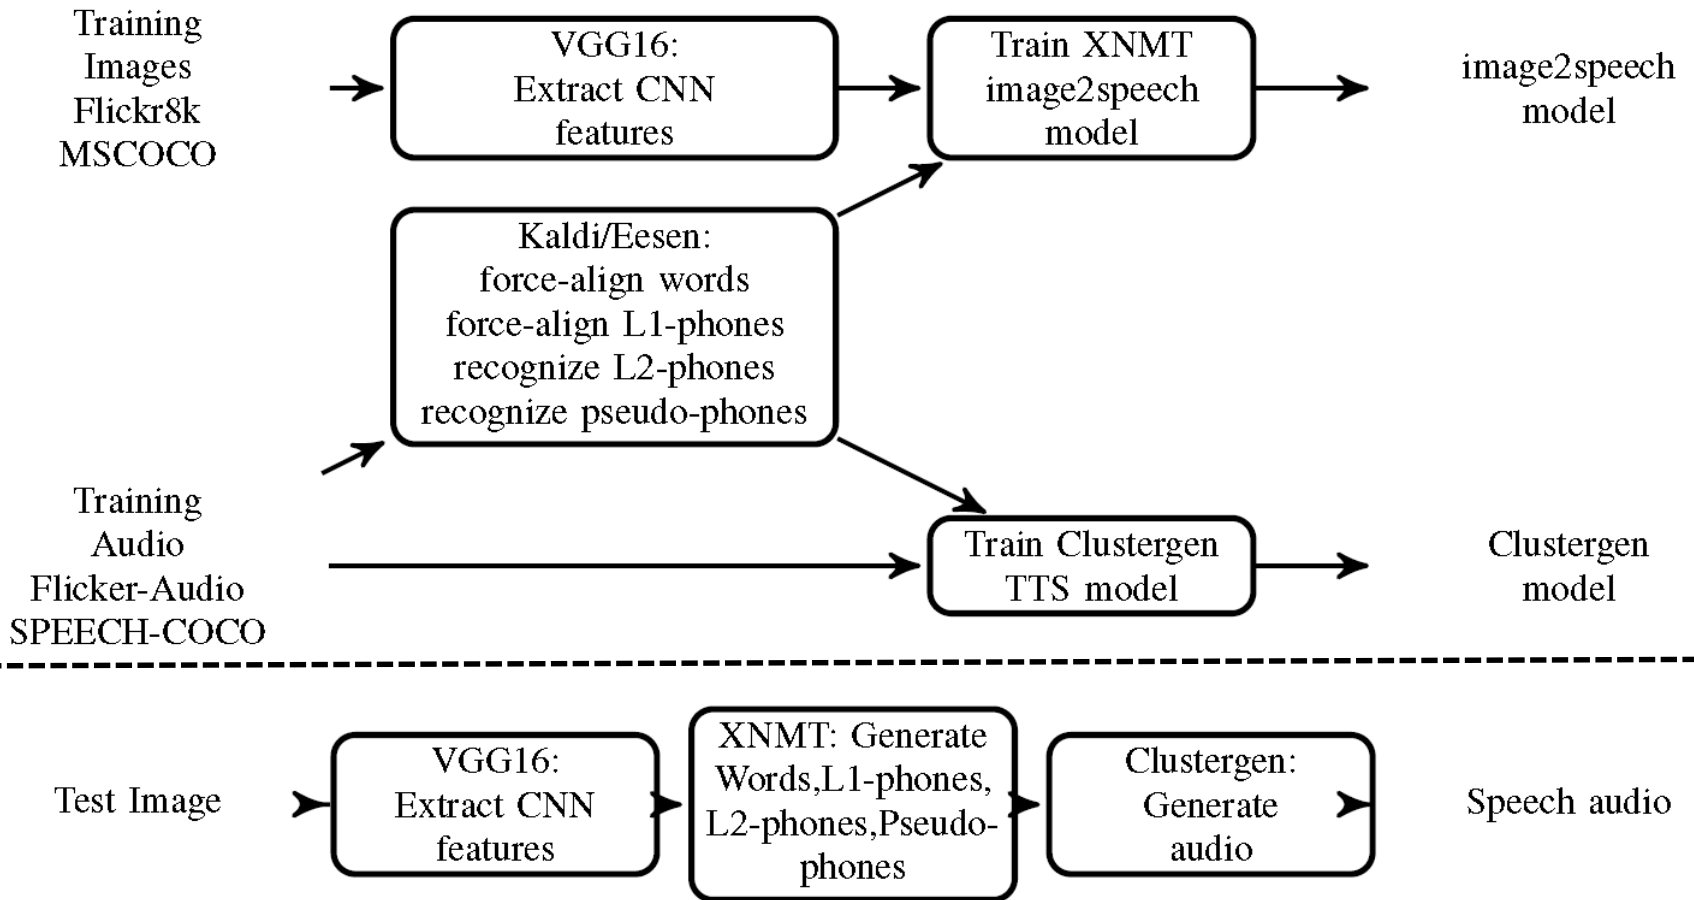 Training
Images
Flickr8k
MSCOCO
VGG16:
Extract CNN
features
Train XNMT
image2speech
model
image2speech
model
Kaldi/Eesen:
force-align words
force-align L1-phones
recognize L2-phones
recognize pseudo-phones
Training
Audio
Flicker-Audio
SPEECH-COCO
Train Clustergen
TTS model
Clustergen
model
Test Image
VGG16:
Extract CNN
features
XNMT: Generate
Words,L1-phones,
L2-phones,Pseudo-
phones
Clustergen:
Generate
audio
Speech audio